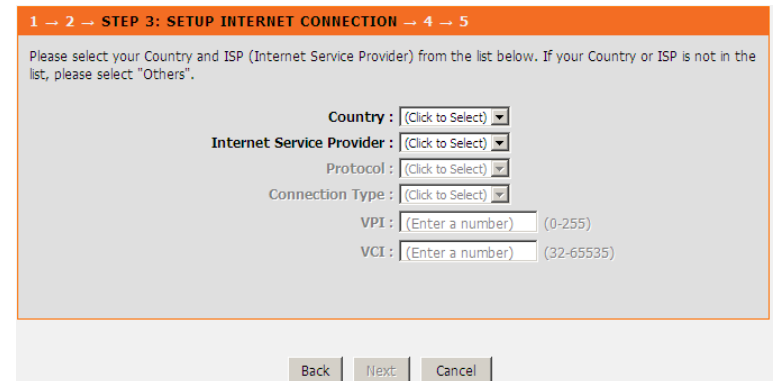 1 → 2 → STEP 3: SETUP INTERNET CONNECTION → 4 → 5
Please select your Country and ISP (Internet Service Provider) from the list below. If your Country or ISP is not in the
list, please select "Others".
Country : (Click to Select)
Internet Service Provider : (Click to Select)
Protocol : (Click to Select)
Connection Type : (Click to Select)
VPI : (Enter a number) (0-255)
VCI : (Enter a number) (32-65535)
Back Next Cancel